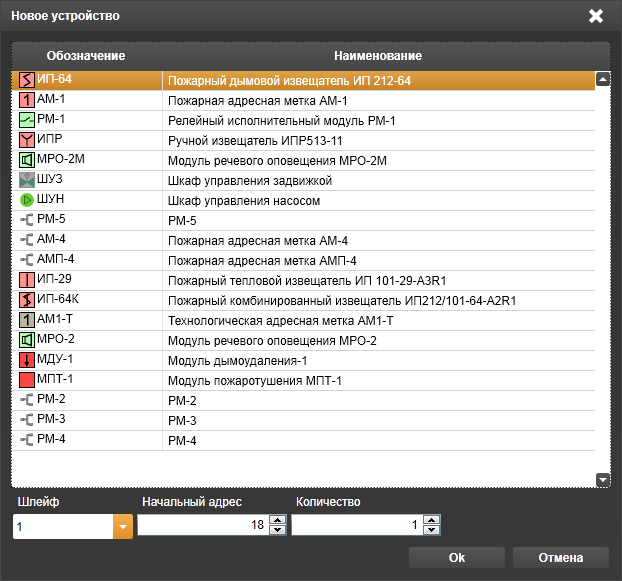 Новое устройство
Обозначение Наименование
ИП-64 Пожарный дымовой извещатель ИП 212-64
1 АМ-1 Пожарная адресная метка АМ-1
РМ-1 Релейный исполнительный модуль РМ-1
ИПР Ручной извещатель ИПР513-11
МРО-2М Модуль речевого оповещения МРО-2М
ШУЗ Шкаф управления задвижкой
ШУН Шкаф управления насосом
РМ-5 РМ-5
АМ-4 Пожарная адресная метка АМ-4
АМП-4 Пожарная адресная метка АМП-4
ИП-29 Пожарный тепловой извещатель ИП 101-29-A3R1
ИП-64К Пожарный комбинированный извещатель ИП212/101-64-A2R1
1 АМ1-Т Технологическая адресная метка АМ1-Т
МРО-2 Модуль речевого оповещения МРО-2
МДУ-1 Модуль дымоудаления-1
МПТ-1 Модуль пожаротушения МПТ-1
РМ-2 РМ-2
РМ-3 РМ-3
РМ-4 РМ-4
Шлейф Начальный адрес Количество
1 18 1
Ok Отмена